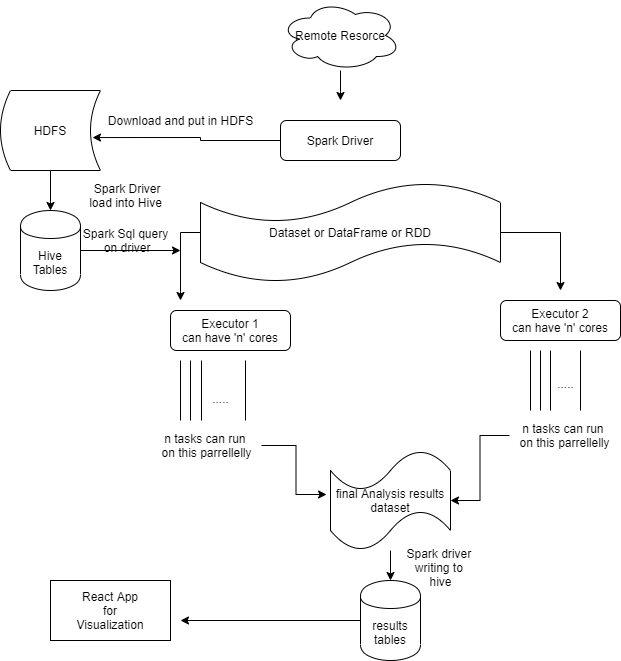 Remote Resorce
Download and put in HDFS
HDFS
Spark Driver
Spark Driver
load into Hive
Spark Sql query
on driver
Dataset or DataFrame or RDD
Hive
Tables
Executor 1
can have 'n' cores
Executor 2
can have 'n' cores
.....
.....
n tasks can run
on this parrellelly
n tasks can run
on this parrellelly
final Analysis results
dataset
Spark driver
writing to
hive
React App
for
Visualization
results
tables